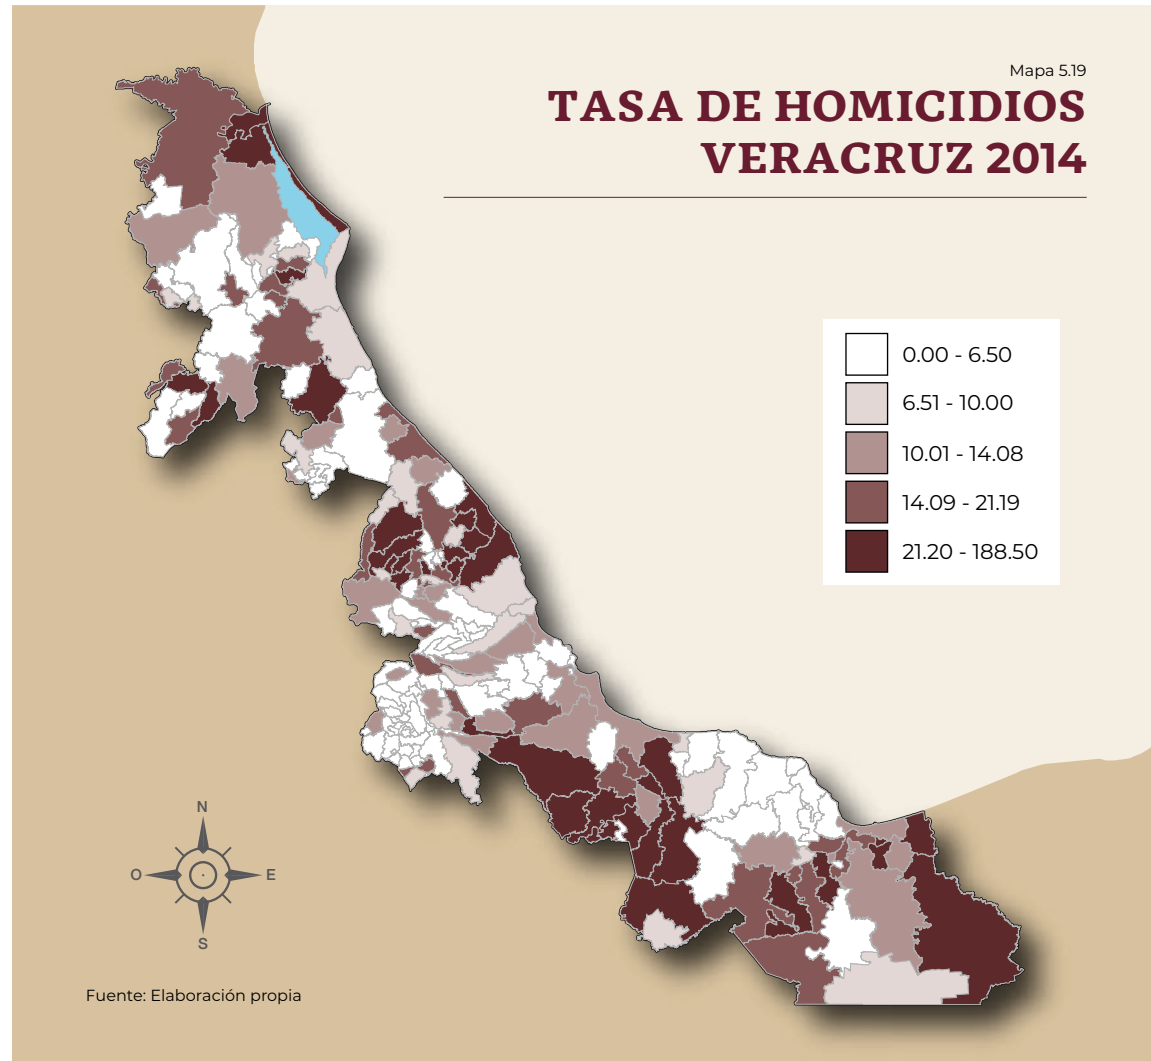 Mapa 5.19
TASA DE HOMICIDIOS
VERACRUZ 2014
0.00 - 6.50
6.51 - 10.00
10.01 - 14.08
14.09 - 21.19
21.20 - 188.50
N
O
E
S
Fuente: Elaboración propia